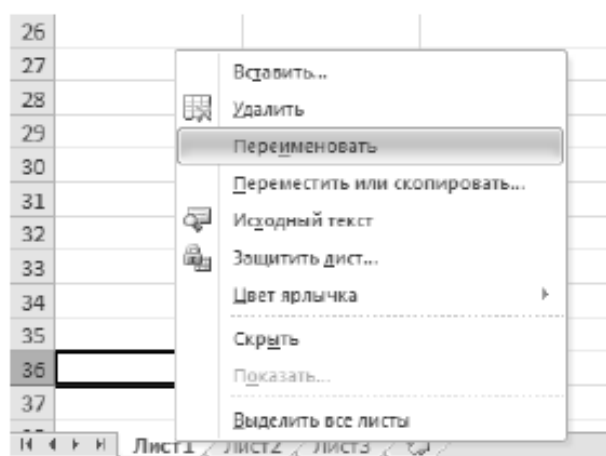 26
27
Вставить...
28
Удалить
29
Переименовать
30
Переместить или скопировать...
31
Исходный текст
32
33
Защитить лист...
34
Цвет ярлычка
35
Скрыть
36
Показать...
37
Выделить все листы
Лист1 Лист2 Лист3